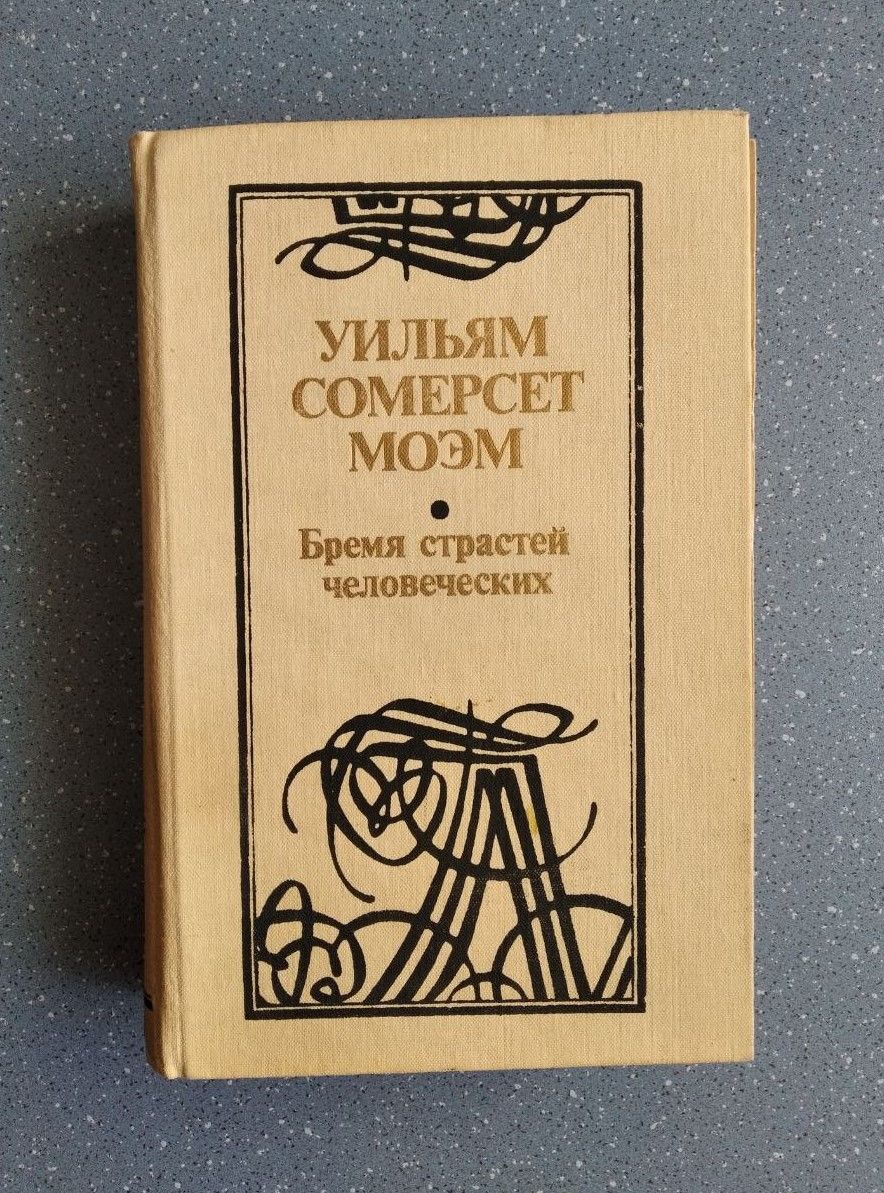 УИЛЬЯМ
СОМЕРСЕТ
МОЭМ
Бремя страстей
человеческих